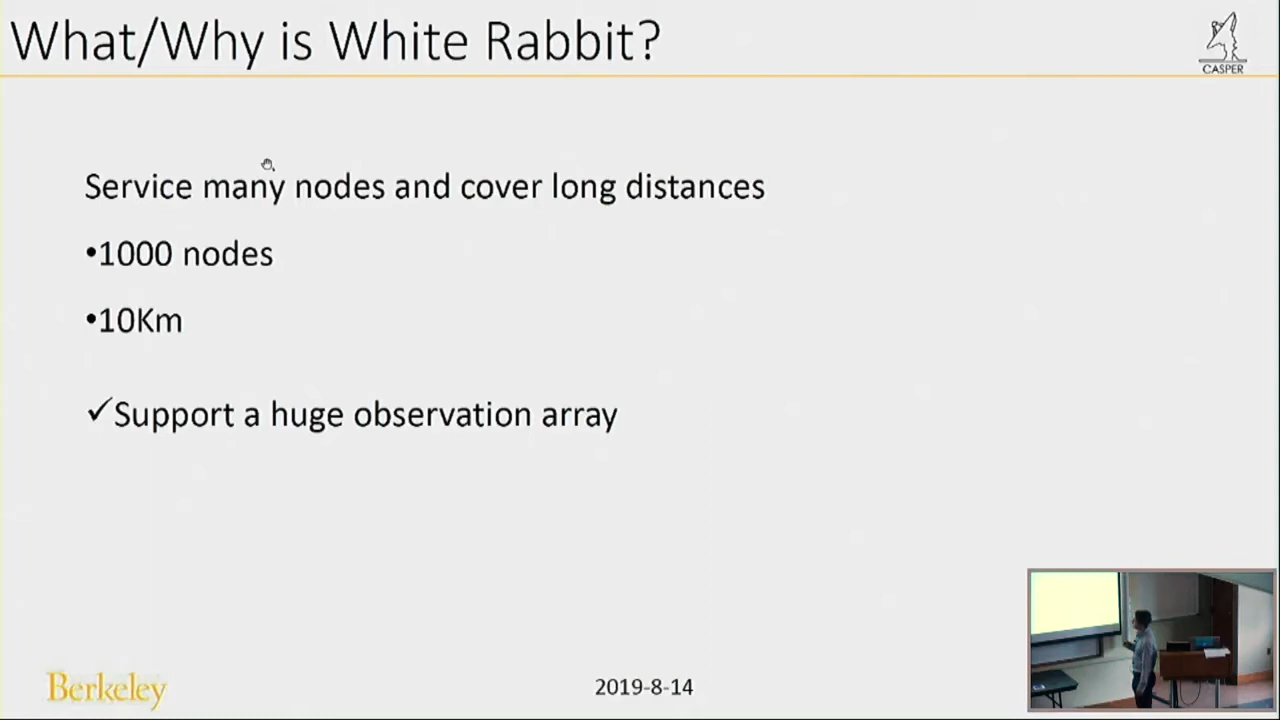 What/Why is White Rabbit?
CASPER
Service many nodes and cover long distances
•1000 nodes
•10Km
✓Support a huge observation array
Berkeley
2019-8-14